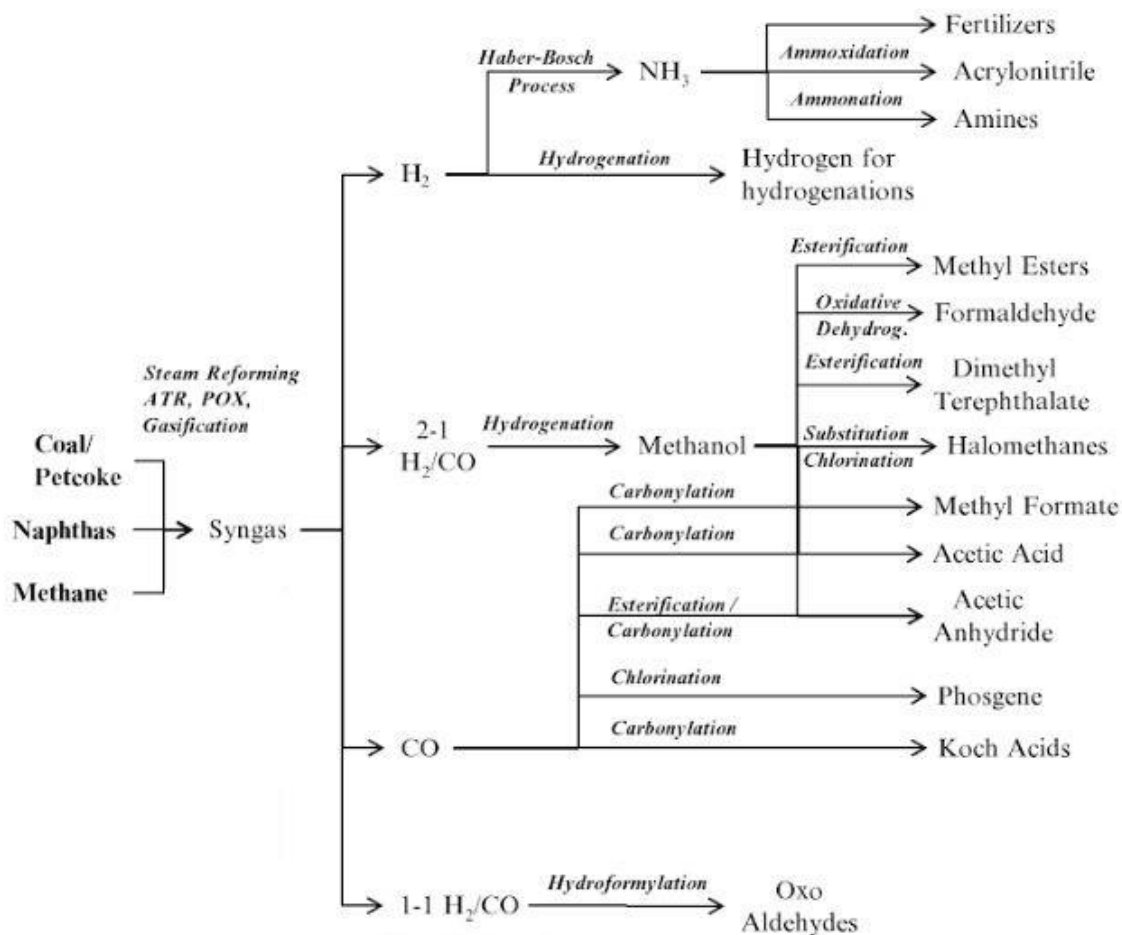 Fertilizers
Haber-Bosch
Process
NH3
Ammoxidation
Acrylonitrile
Ammonation
Amines
H2
Hydrogenation
Hydrogen for
hydrogenations
Esterification
Methyl Esters
Oxidative
Dehydrog.
Formaldehyde
Steam Reforming
ATR, POX,
Gasification
Esterification
Dimethyl
Terephthalate
Coal/
Petcoke
2-1
H2/CO
Hydrogenation
Methanol
Substitution
Chlorination
Halomethanes
Carbonylation
Methyl Formate
Naphthas
Syngas
Carbonylation
Acetic Acid
Methane
Esterification /
Carbonylation
Acetic
Anhydride
Chlorination
Phosgene
CO
Carbonylation
Koch Acids
1-1 H2/CO
Hydroformylation
Oxo
Aldehydes